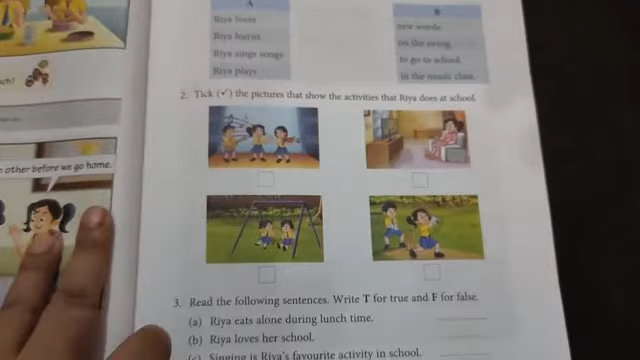 A
B
Riya loves
new words
Riya learns
on the swing
Riya sings songs
to go to school
Riya plays
in the music class
2. Tick (✓) the pictures that show the activities that Riya does at school.
other before we go home.
3. Read the following sentences. Write T for true and F for false.
(a) Riya eats alone during lunch time.
(b) Riya loves her school.
(c) Singing is Riya's favourite activity in school.